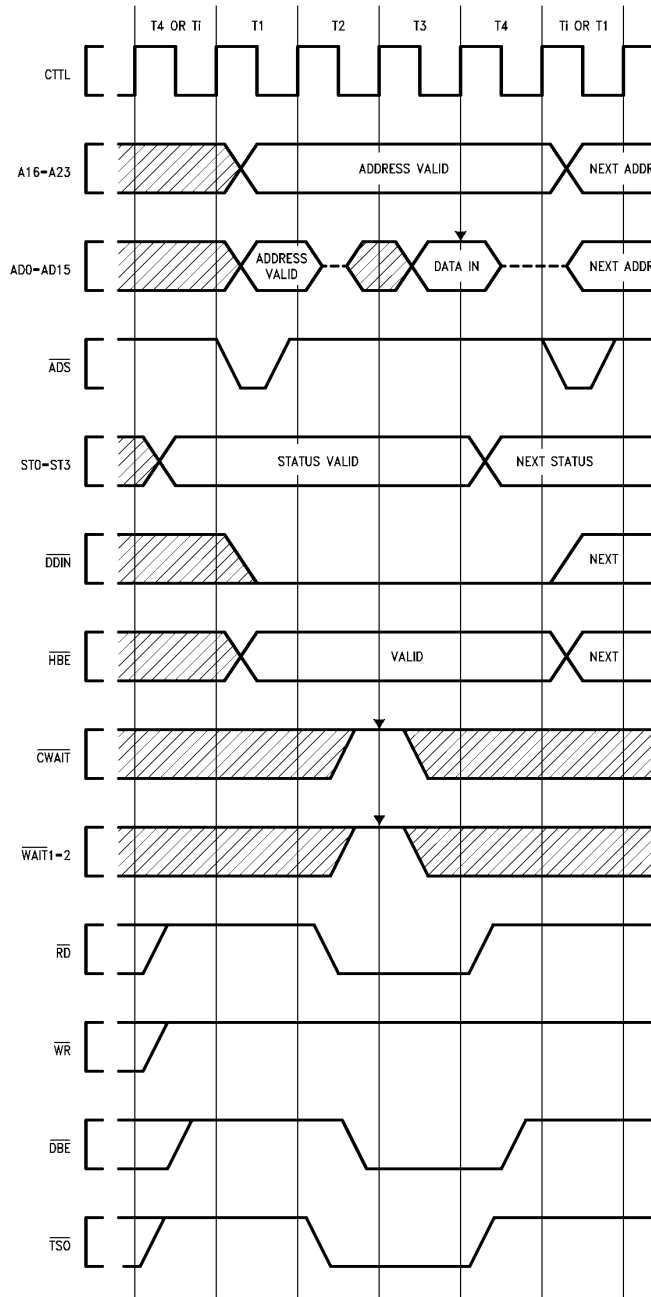 T4 OR Ti T1 T2 T3 T4 Ti OR T1
CTTL
A16-A23 ADDRESS VALID NEXT ADDR
AD0-AD15 ADDRESS VALID DATA IN NEXT ADDR
ADS
ST0-ST3 STATUS VALID NEXT STATUS
DDIN NEXT
HBE VALID NEXT
CWAIT
WAIT1-2
RD
WR
DBE
TSO